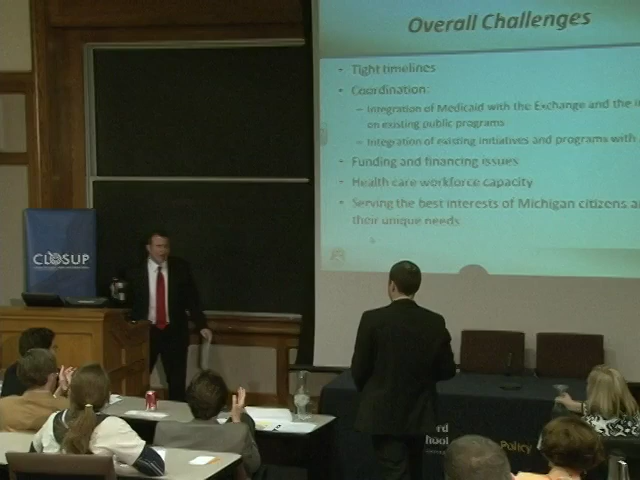 Overall Challenges
- Tight timelines
- Coordination:
– Integration of Medicaid with the Exchange and the
on existing public programs
– Integration of existing initiatives and programs with
- Funding and financing issues
- Health care workforce capacity
- Serving the best interests of Michigan citizens
their unique needs
CLOSUP
rd
hool
Policy